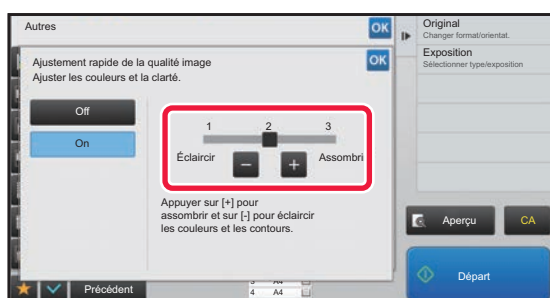 Autres
OK
Ajustement rapide de la qualité image
OK
Ajuster les couleurs et la clarté.
Off
On
1 2 3
Éclaircir - + Assombri
Appuyer sur [+] pour
assombrir et sur [-] pour éclaircir
les couleurs et les contours.
Précédent
4 A4
Original
Changer format/orientat.
Exposition
Sélectionner type/exposition
Aperçu
CA
Départ